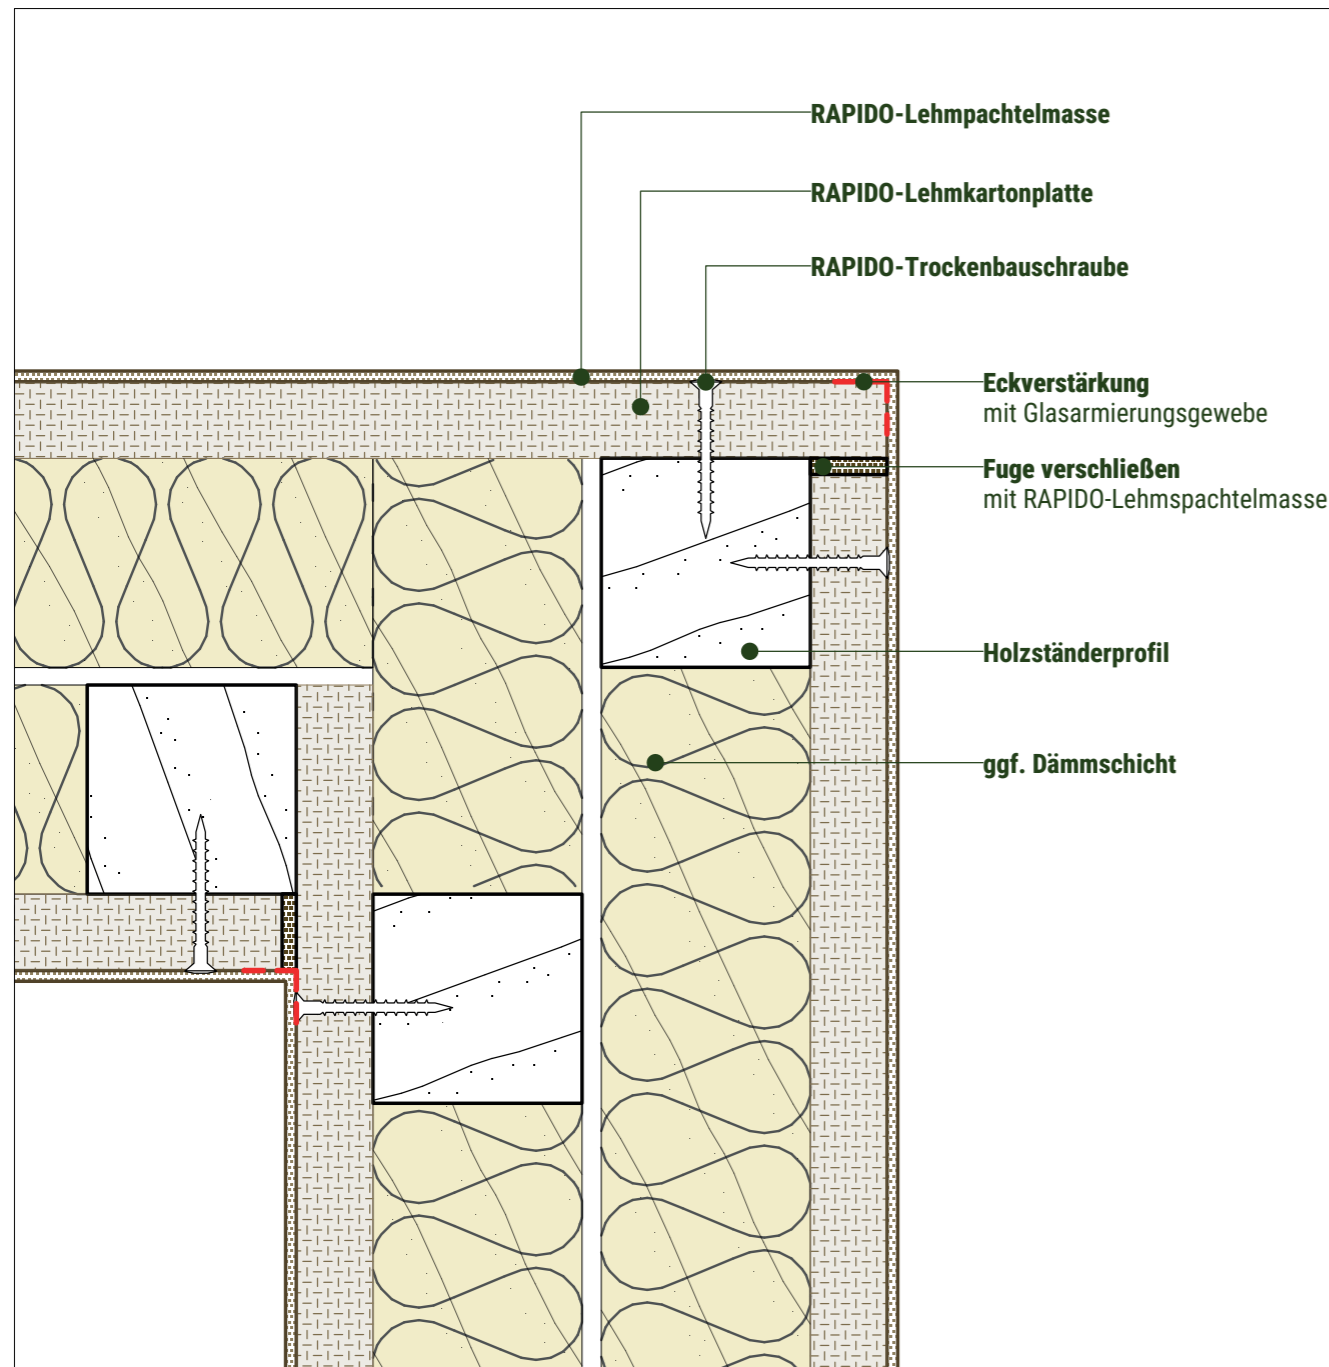 RAPIDO-Lehmpachtelmasse
RAPIDO-Lehmkartonplatte
RAPIDO-Trockenbauschraube
Eckverstärkung
mit Glasarmierungsgewebe
Fuge verschließen
mit RAPIDO-Lehmspachtelmasse
Holzständerprofil
ggf. Dämmschicht